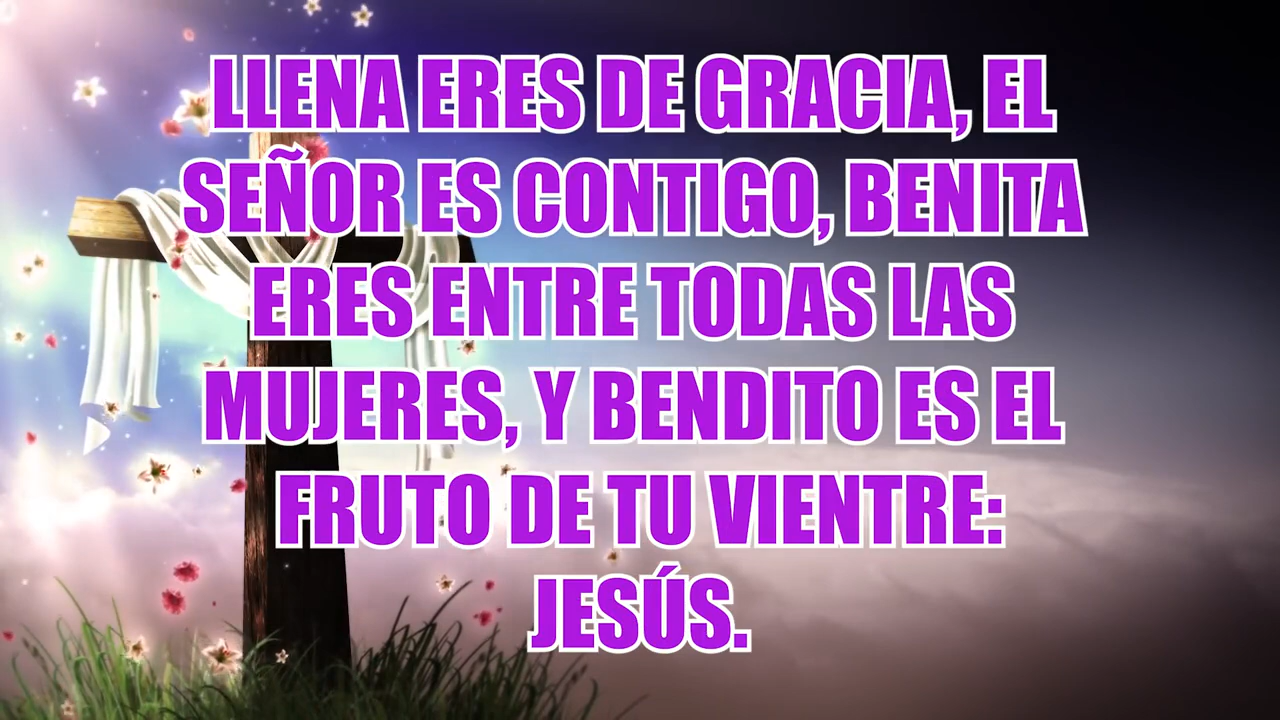 LLENA ERES DE GRACIA, EL
SEÑOR ES CONTIGO, BENITA
ERES ENTRE TODAS LAS
MUJERES, Y BENDITO ES EL
FRUTO DE TU VIENTRE:
JESÚS.